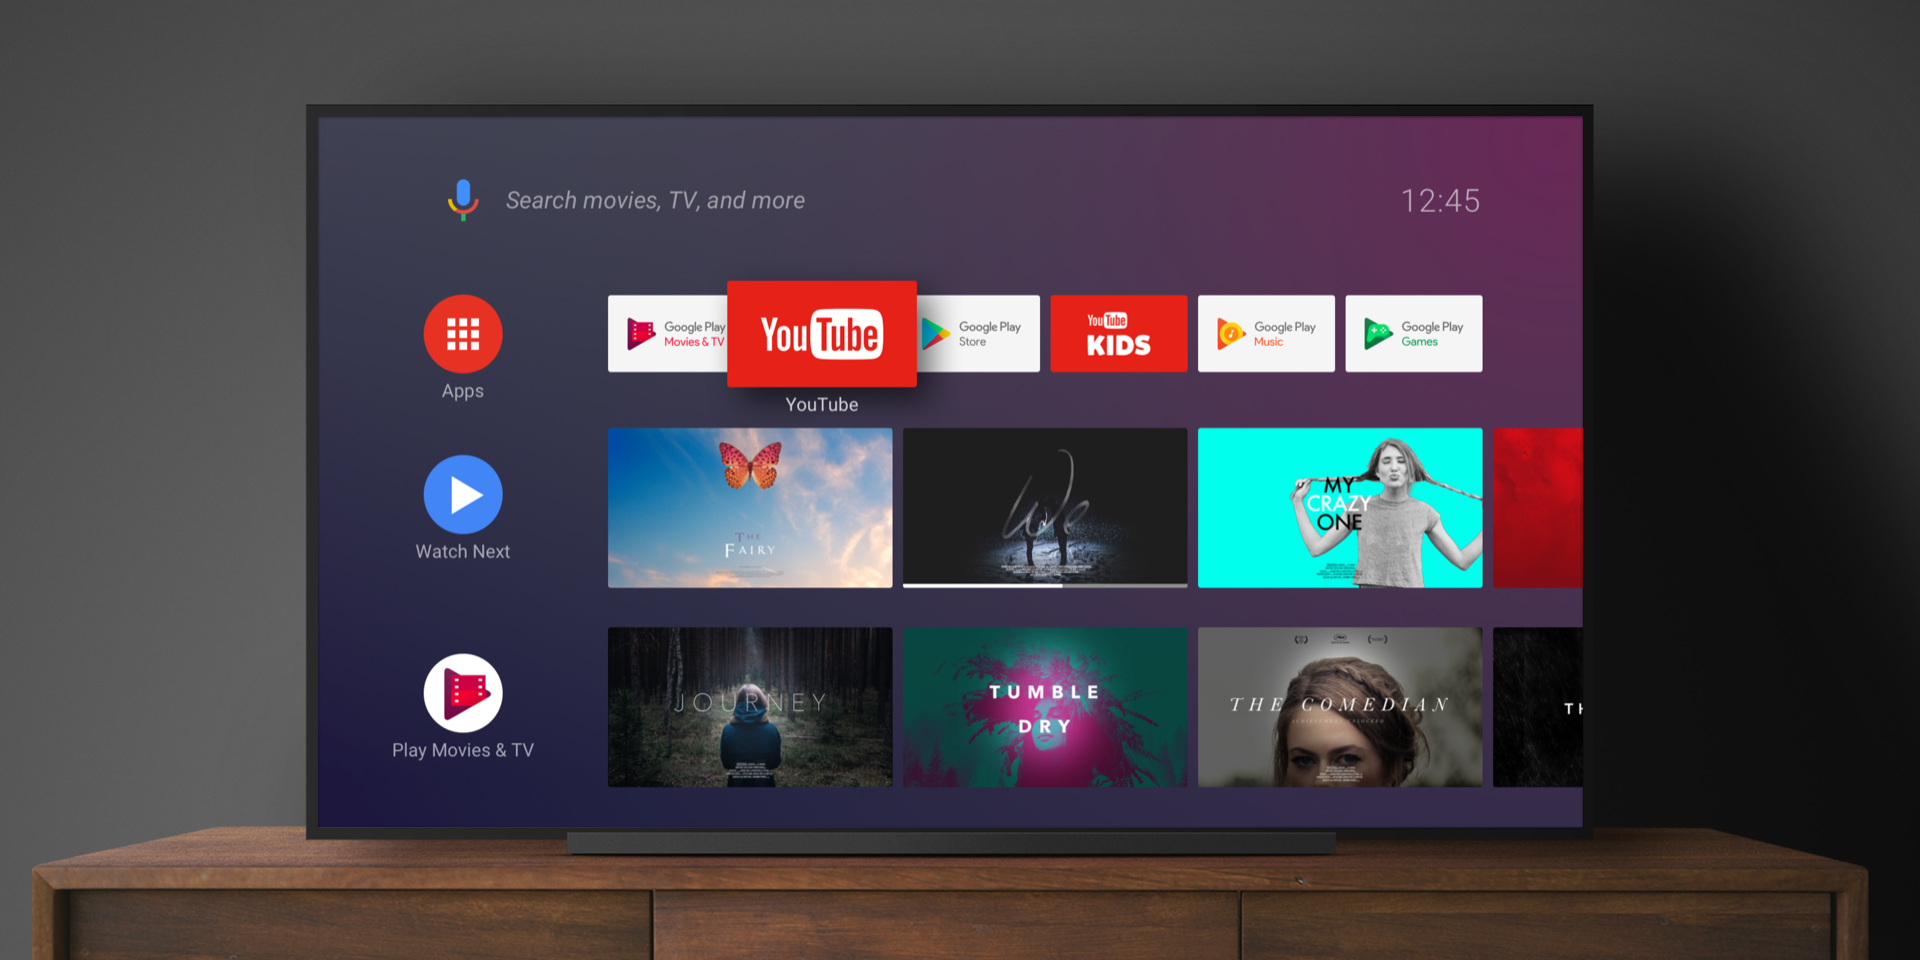 Search movies, TV, and more
12:45
Google Play
Movies & TV
YouTube
Google Play
Store
YouTube
KIDS
Google Play
Music
Google Play
Games
Apps
YouTube
THE
FAIRY
We
MY
CRAZY
ONE
Watch Next
JOURNEY
TUMBLE
DRY
THE COMEDIAN
ACHIEVEMENT UNLOCKED
TH
Play Movies & TV